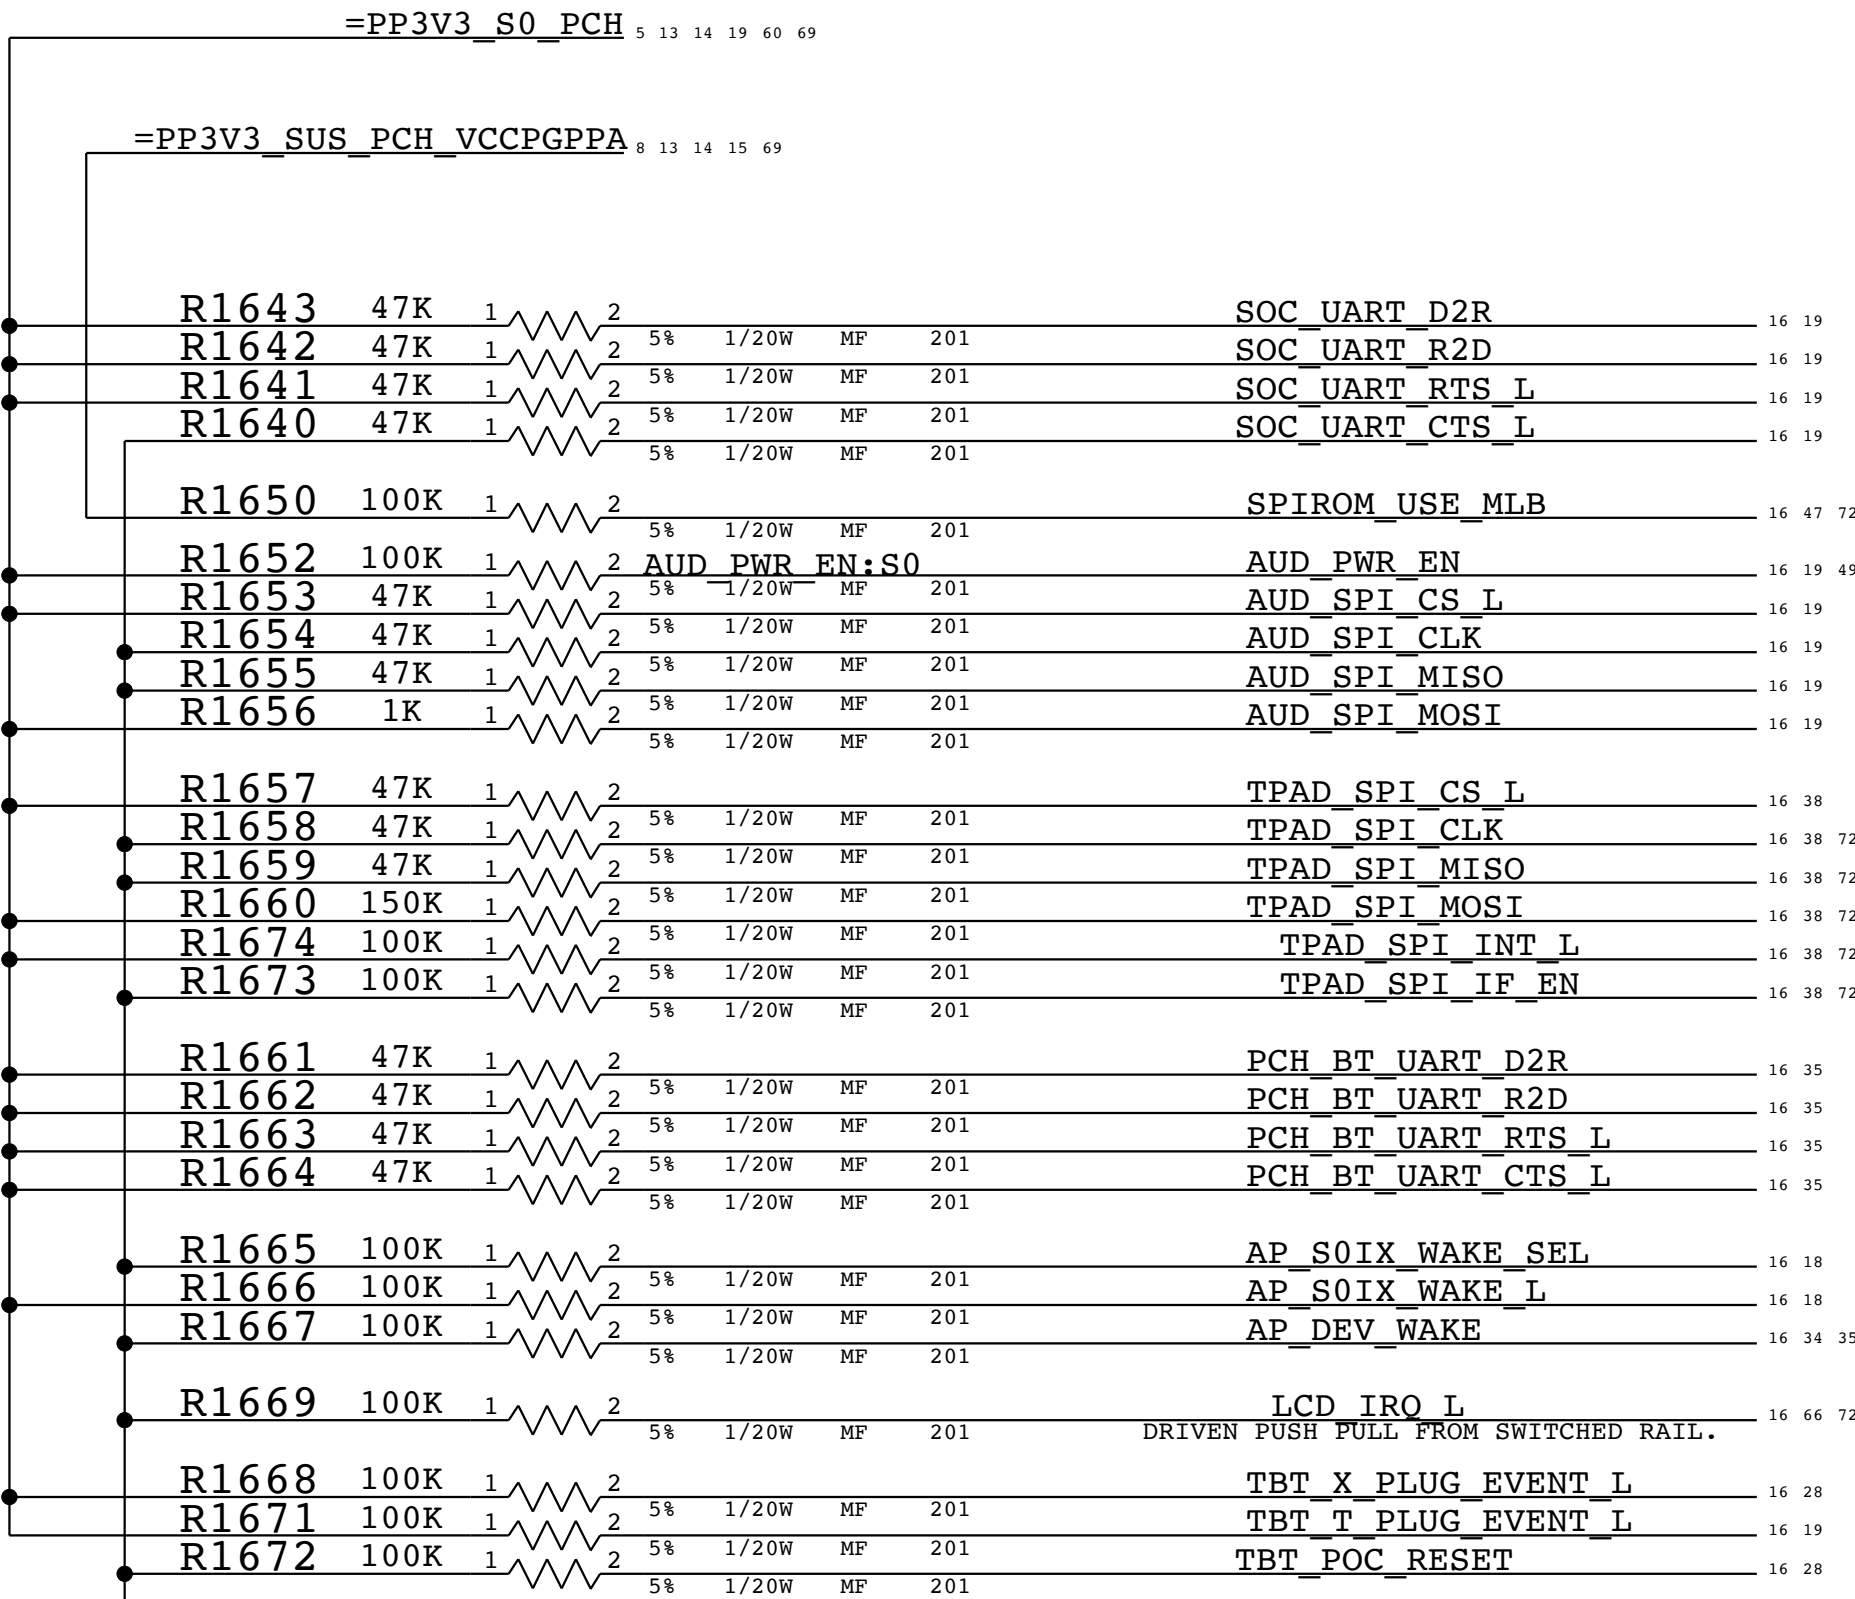 =PP3V3_S0_PCH 5 13 14 19 60 69
=PP3V3_SUS_PCH_VCCPGPPA 8 13 14 15 69
R1643 47K 1 2 SOC_UART_D2R 16 19
5% 1/20W MF 201
R1642 47K 1 2 SOC_UART_R2D 16 19
5% 1/20W MF 201
R1641 47K 1 2 SOC_UART_RTS_L 16 19
5% 1/20W MF 201
R1640 47K 1 2 SOC_UART_CTS_L 16 19
5% 1/20W MF 201
R1650 100K 1 2 SPIROM_USE_MLB 16 47 72
5% 1/20W MF 201
R1652 100K 1 2 AUD_PWR_EN:S0 AUD_PWR_EN 16 19 49
5% 1/20W MF 201
R1653 47K 1 2 AUD_SPI_CS_L 16 19
5% 1/20W MF 201
R1654 47K 1 2 AUD_SPI_CLK 16 19
5% 1/20W MF 201
R1655 47K 1 2 AUD_SPI_MISO 16 19
5% 1/20W MF 201
R1656 1K 1 2 AUD_SPI_MOSI 16 19
5% 1/20W MF 201
R1657 47K 1 2 TPAD_SPI_CS_L 16 38
5% 1/20W MF 201
R1658 47K 1 2 TPAD_SPI_CLK 16 38 72
5% 1/20W MF 201
R1659 47K 1 2 TPAD_SPI_MISO 16 38 72
5% 1/20W MF 201
R1660 150K 1 2 TPAD_SPI_MOSI 16 38 72
5% 1/20W MF 201
R1674 100K 1 2 TPAD_SPI_INT_L 16 38 72
5% 1/20W MF 201
R1673 100K 1 2 TPAD_SPI_IF_EN 16 38 72
5% 1/20W MF 201
R1661 47K 1 2 PCH_BT_UART_D2R 16 35
5% 1/20W MF 201
R1662 47K 1 2 PCH_BT_UART_R2D 16 35
5% 1/20W MF 201
R1663 47K 1 2 PCH_BT_UART_RTS_L 16 35
5% 1/20W MF 201
R1664 47K 1 2 PCH_BT_UART_CTS_L 16 35
5% 1/20W MF 201
R1665 100K 1 2 AP_S0IX_WAKE_SEL 16 18
5% 1/20W MF 201
R1666 100K 1 2 AP_S0IX_WAKE_L 16 18
5% 1/20W MF 201
R1667 100K 1 2 AP_DEV_WAKE 16 34 35
5% 1/20W MF 201
R1669 100K 1 2 LCD_IRQ_L 16 66 72
5% 1/20W MF 201 DRIVEN PUSH PULL FROM SWITCHED RAIL.
R1668 100K 1 2 TBT_X_PLUG_EVENT_L 16 28
5% 1/20W MF 201
R1671 100K 1 2 TBT_T_PLUG_EVENT_L 16 19
5% 1/20W MF 201
R1672 100K 1 2 TBT_POC_RESET 16 28
5% 1/20W MF 201